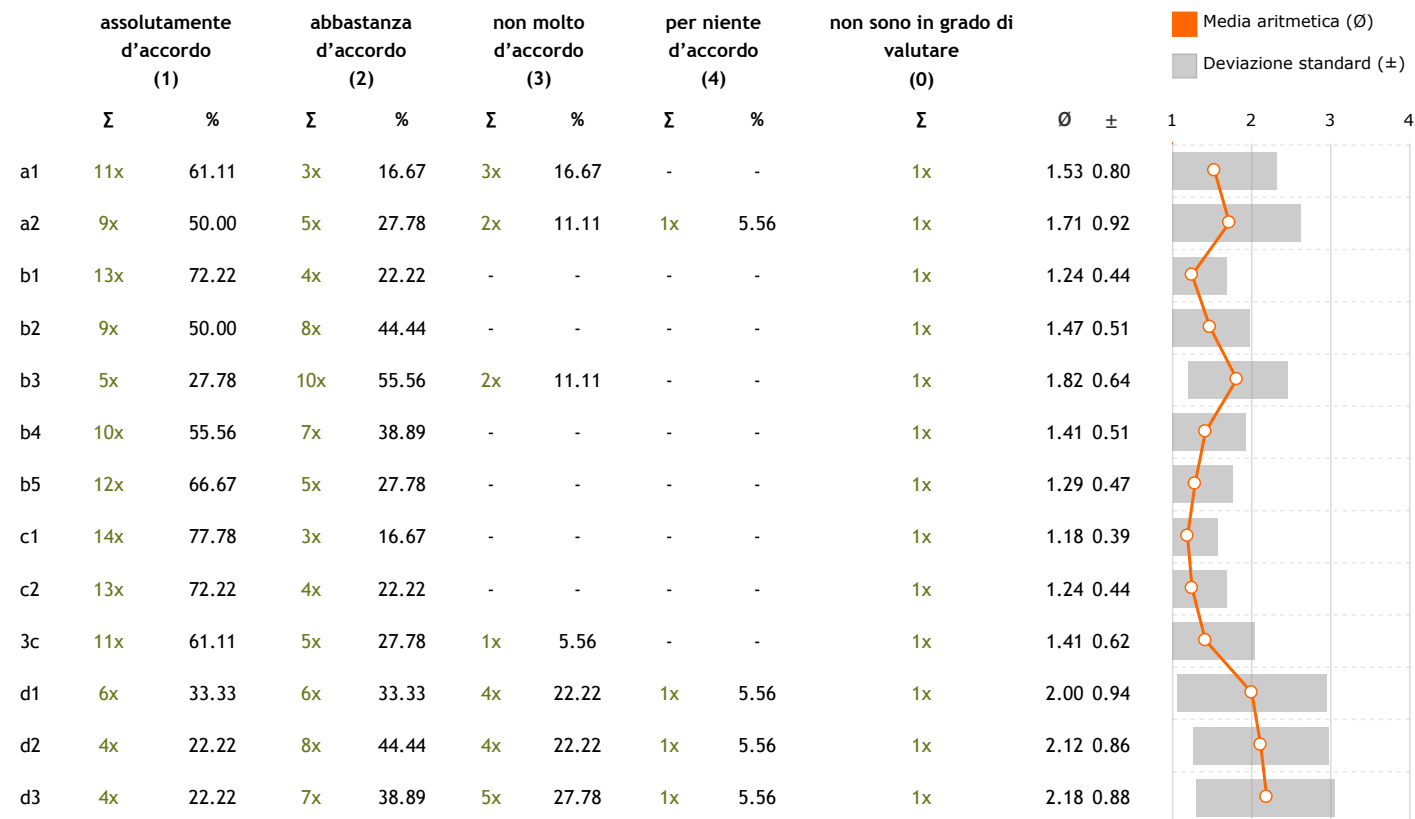 assolutamente d’accordo (1) abbastanza d’accordo (2) non molto d’accordo (3) per niente d’accordo (4) non sono in grado di valutare (0)
Media aritmetica (Ø)
Deviazione standard (±)
Σ % Σ % Σ % Σ % Σ Ø ± 1 2 3 4
a1 11x 61.11 3x 16.67 3x 16.67 - - 1x 1.53 0.80
a2 9x 50.00 5x 27.78 2x 11.11 1x 5.56 1x 1.71 0.92
b1 13x 72.22 4x 22.22 - - - - 1x 1.24 0.44
b2 9x 50.00 8x 44.44 - - - - 1x 1.47 0.51
b3 5x 27.78 10x 55.56 2x 11.11 - - 1x 1.82 0.64
b4 10x 55.56 7x 38.89 - - - - 1x 1.41 0.51
b5 12x 66.67 5x 27.78 - - - - 1x 1.29 0.47
c1 14x 77.78 3x 16.67 - - - - 1x 1.18 0.39
c2 13x 72.22 4x 22.22 - - - - 1x 1.24 0.44
3c 11x 61.11 5x 27.78 1x 5.56 - - 1x 1.41 0.62
d1 6x 33.33 6x 33.33 4x 22.22 1x 5.56 1x 2.00 0.94
d2 4x 22.22 8x 44.44 4x 22.22 1x 5.56 1x 2.12 0.86
d3 4x 22.22 7x 38.89 5x 27.78 1x 5.56 1x 2.18 0.88